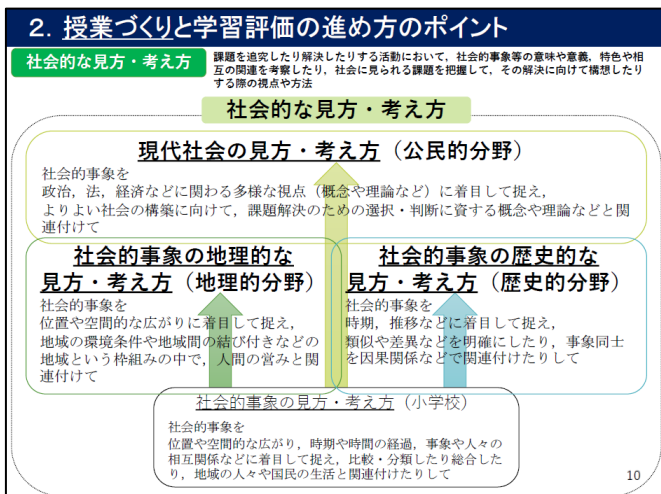 2．授業づくりと学習評価の進め方のポイント
社会的な見方・考え方
課題を追究したり解決したりする活動において，社会的事象等の意味や意義，特色や相
互の関連を考察したり，社会に見られる課題を把握して，その解決に向けて構想したり
する際の視点や方法
社会的な見方・考え方
現代社会の見方・考え方（公民的分野）
社会的事象を
政治，法，経済などに関わる多様な視点（概念や理論など）に着目して捉え，
よりよい社会の構築に向けて，課題解決のための選択・判断に資する概念や理論などと関
連付けて
社会的事象の地理的な
見方・考え方（地理的分野）
社会的事象を
位置や空間的な広がりに着目して捉え，
地域の環境条件や地域間の結び付きなどの
地域という枠組みの中で，人間の営みと関
連付けて
社会的事象の歴史的な
見方・考え方（歴史的分野）
社会的事象を
時期，推移などに着目して捉え，
類似や差異などを明確にしたり，事象同士
を因果関係などで関連付けたりして
社会的事象の見方・考え方（小学校）
社会的事象を
位置や空間的な広がり，時期や時間の経過，事象や人々の
相互関係などに着目して捉え，比較・分類したり総合した
り，地域の人々や国民の生活と関連付けたりして
10